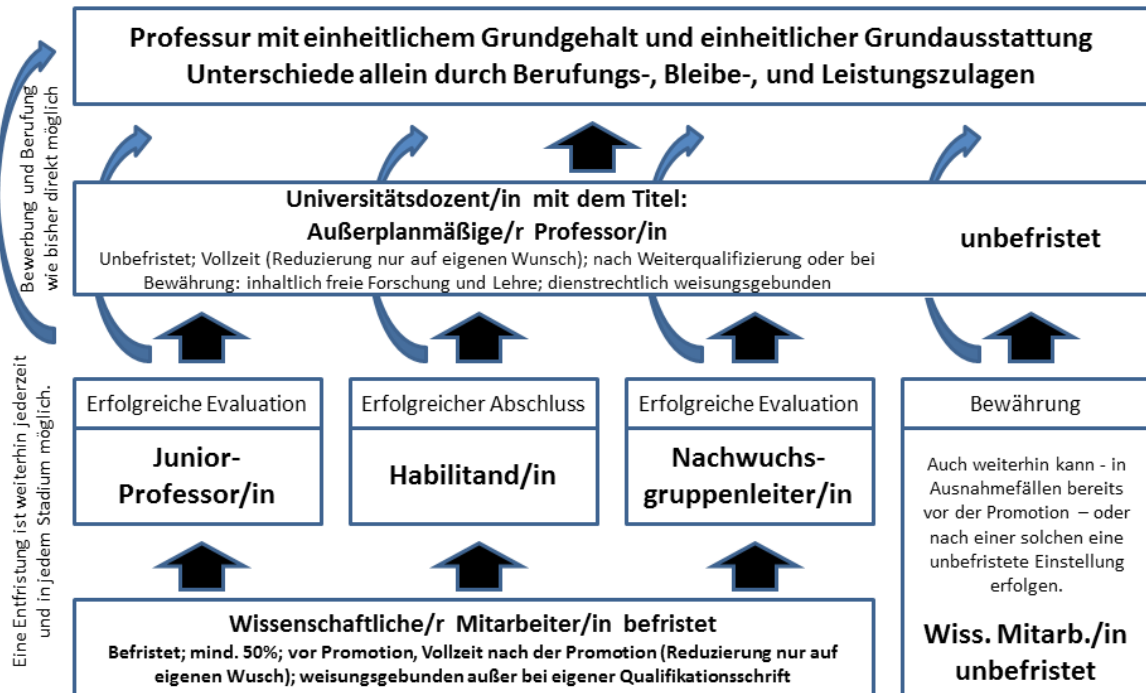 Professur mit einheitlichem Grundgehalt und einheitlicher Grundausstattung
Unterschiede allein durch Berufungs-, Bleibe-, und Leistungszulagen
Bewerbung und Berufung
wie bisher direkt möglich
Universitätsdozent/in mit dem Titel:
Außerplanmäßige/r Professor/in
Unbefristet; Vollzeit (Reduzierung nur auf eigenen Wunsch); nach Weiterqualifizierung oder bei
Bewährung: inhaltlich freie Forschung und Lehre; dienstrechtlich weisungsgebunden
unbefristet
Eine Entfristung ist weiterhin jederzeit
und in jedem Stadium möglich.
Erfolgreiche Evaluation
Junior-
Professor/in
Erfolgreicher Abschluss
Habilitand/in
Erfolgreiche Evaluation
Nachwuchs-
gruppenleiter/in
Bewährung
Auch weiterhin kann - in
Ausnahmefällen bereits
vor der Promotion – oder
nach einer solchen eine
unbefristete Einstellung
erfolgen.
Wiss. Mitarb./in
unbefristet
Wissenschaftliche/r Mitarbeiter/in befristet
Befristet; mind. 50%; vor Promotion, Vollzeit nach der Promotion (Reduzierung nur auf
eigenen Wusch); weisungsgebunden außer bei eigener Qualifikationsschrift